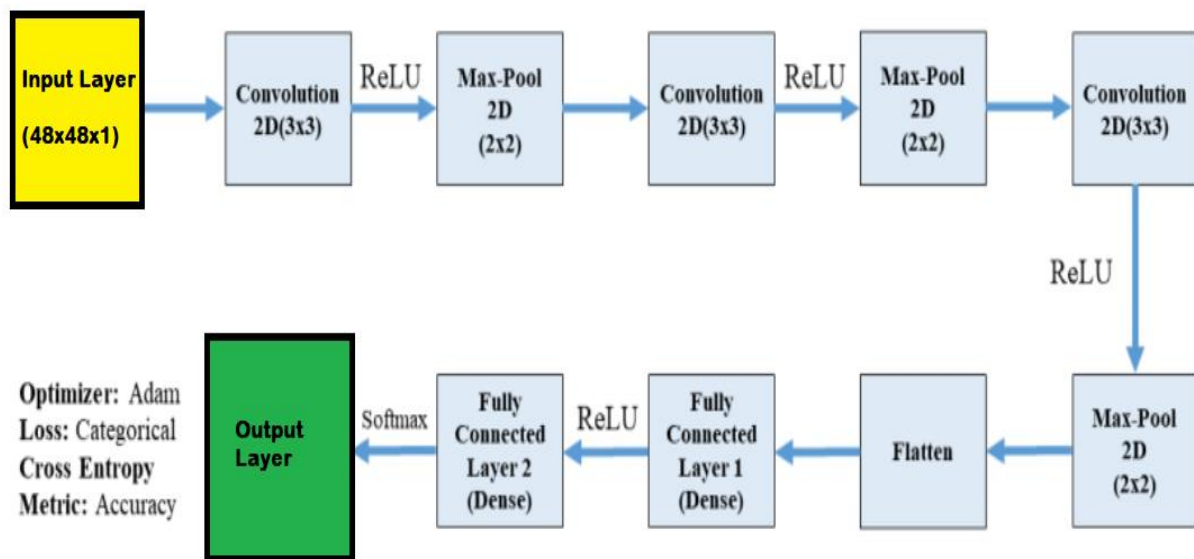 Input Layer
(48x48x1)
Convolution
2D(3x3)
ReLU
Max-Pool
2D
(2x2)
Convolution
2D(3x3)
ReLU
Max-Pool
2D
(2x2)
Convolution
2D(3x3)
ReLU
Max-Pool
2D
(2x2)
Flatten
Fully
Connected
Layer 1
(Dense)
ReLU
Fully
Connected
Layer 2
(Dense)
Softmax
Output
Layer
Optimizer: Adam
Loss: Categorical
Cross Entropy
Metric: Accuracy